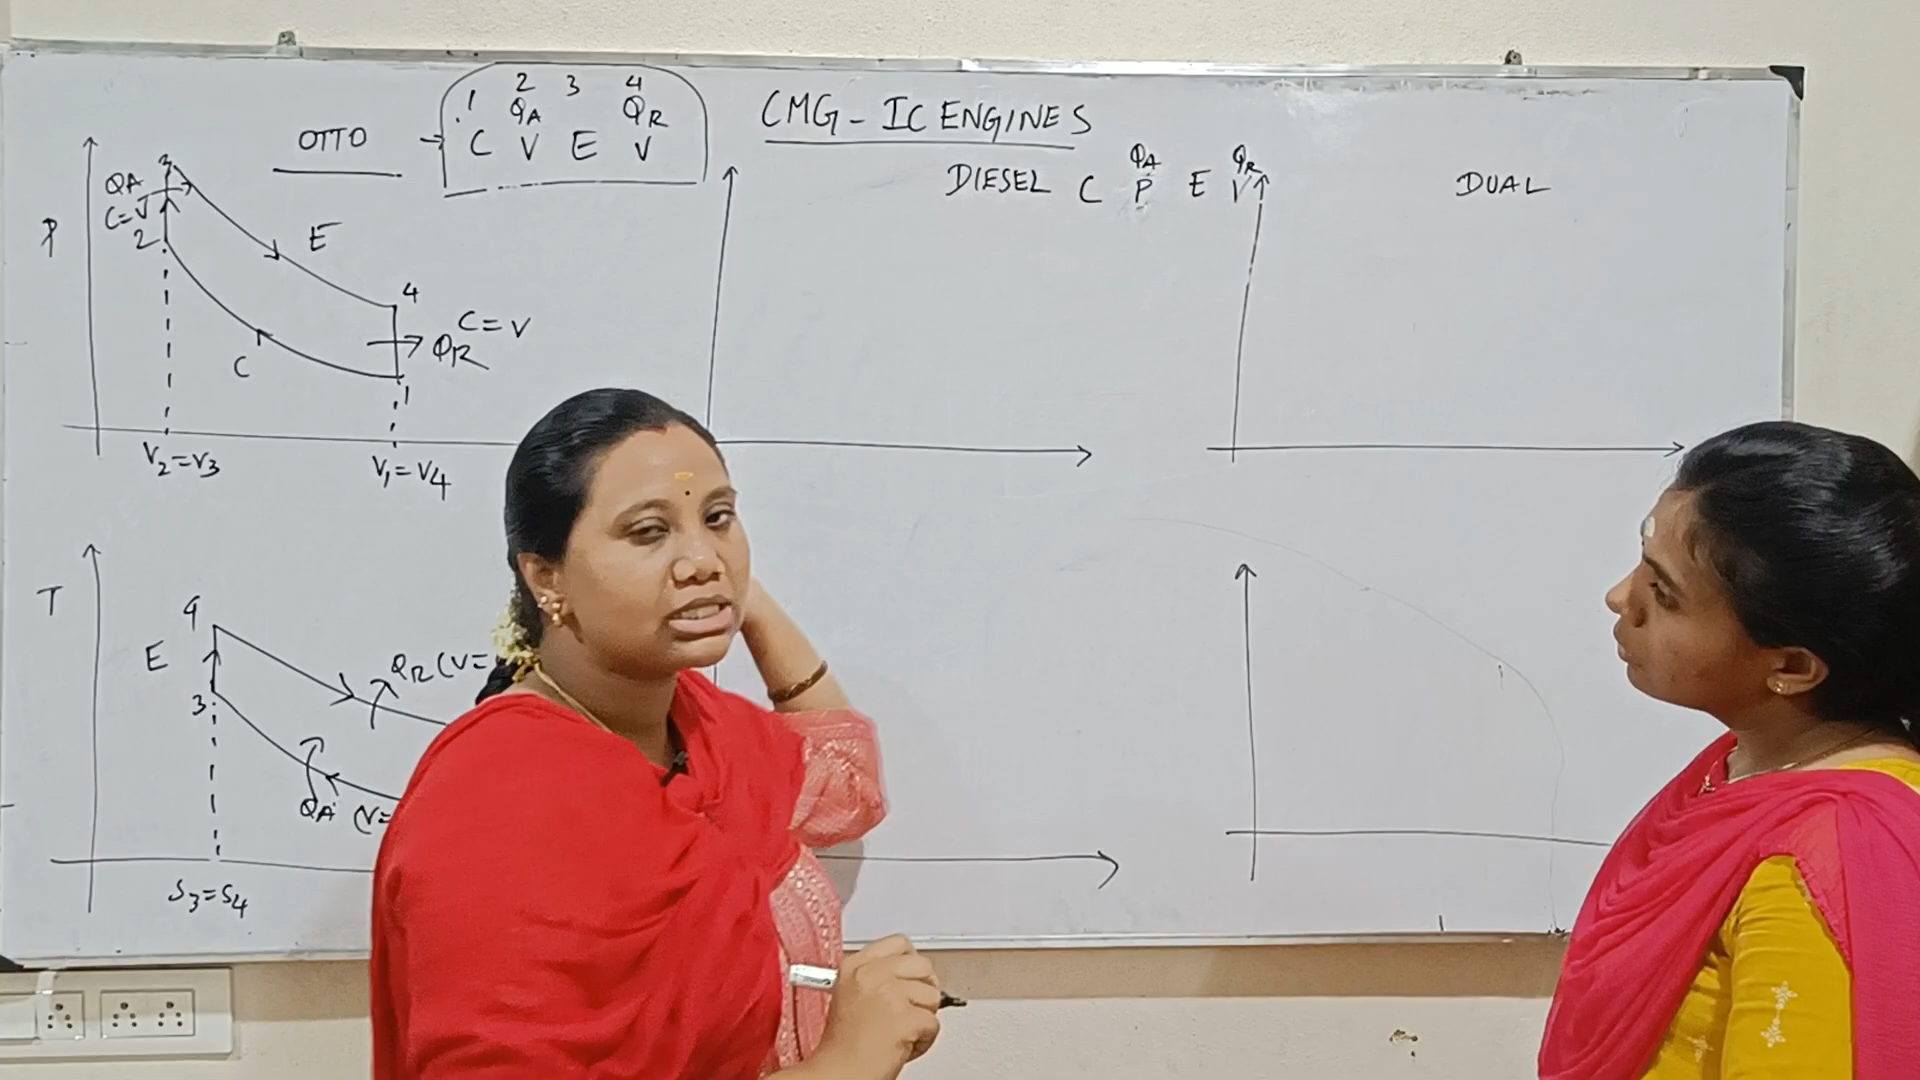 CMG - IC ENGINES
OTTO → 1 2 3 4
QA QR
C V E V
P
3
QA
C=V
2
E
4
C=V
QR
C
1
V2=V3
V1=V4
T
9
E
QR (V=
3
QA (V=
S3=S4
DIESEL C P E V
QA QR
DUAL